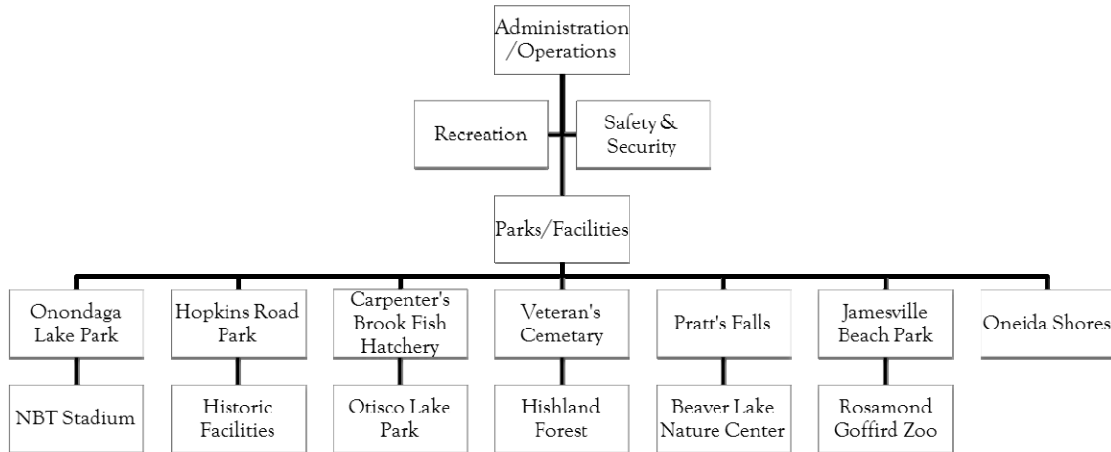 Administration
/Operations
Recreation
Safety &
Security
Parks/Facilities
Onondaga
Lake Park
Hopkins Road
Park
Carpenter's
Brook Fish
Hatchery
Veteran's
Cemetary
Pratt's Falls
Jamesville
Beach Park
Oneida Shores
NBT Stadium
Historic
Facilities
Otisco Lake
Park
Hishland
Forest
Beaver Lake
Nature Center
Rosamond
Goffird Zoo